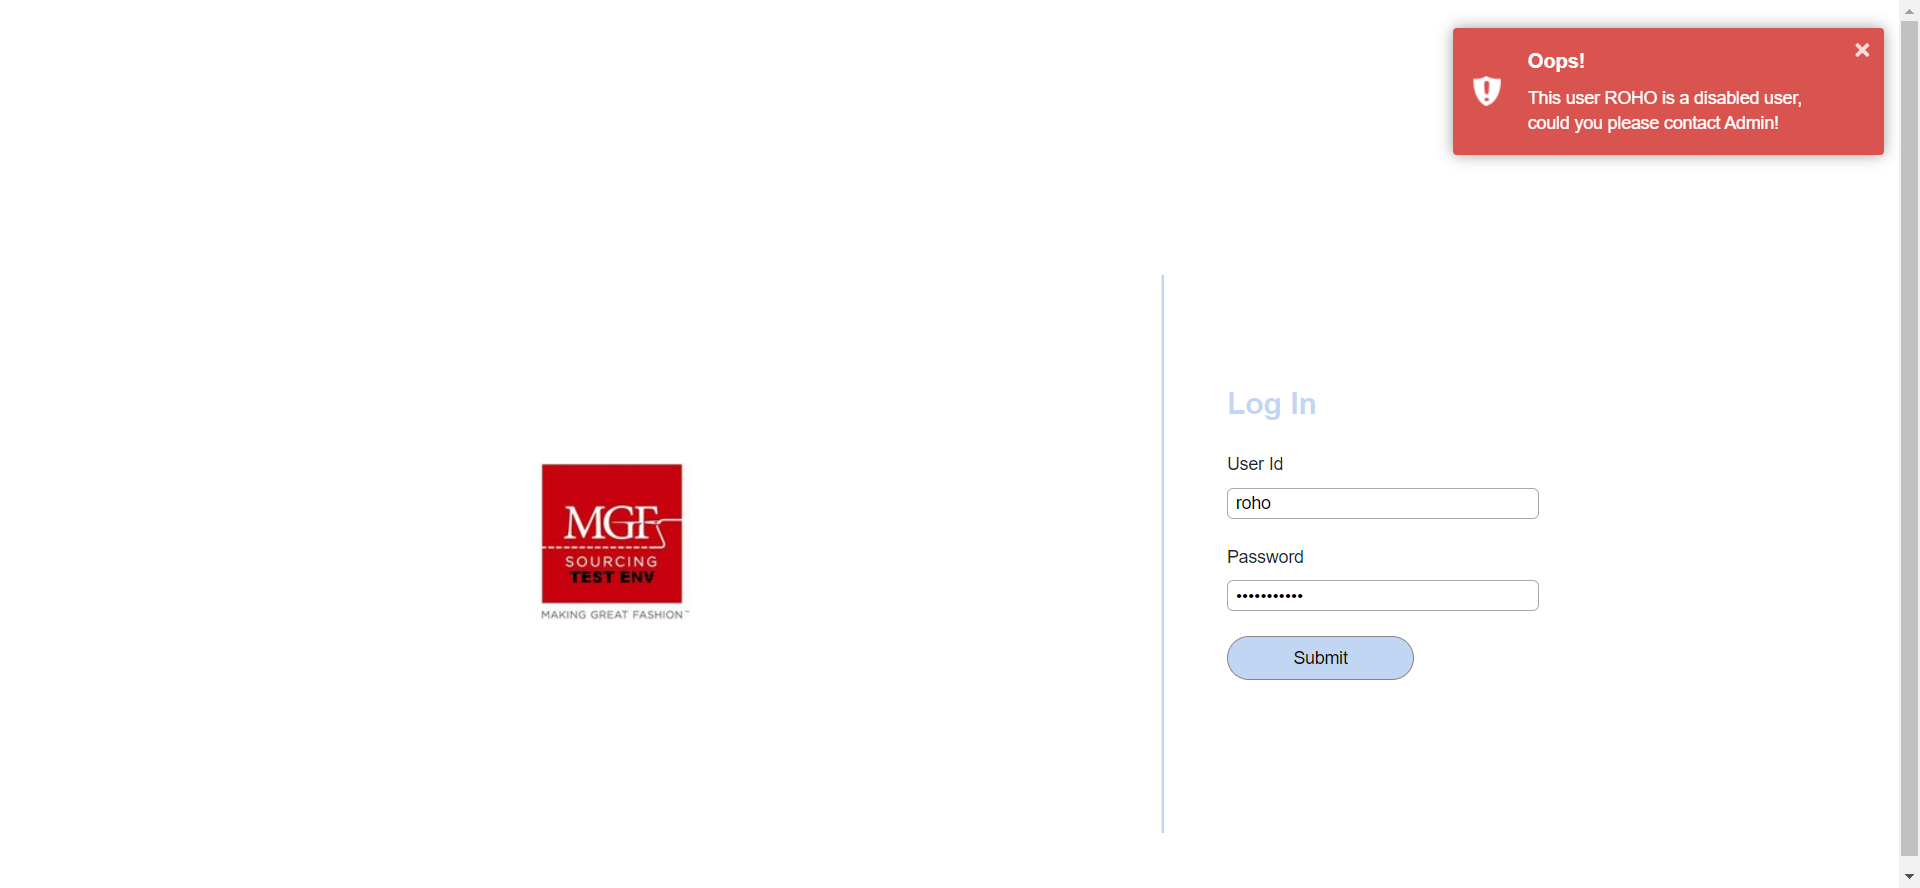 Oops!
This user ROHO is a disabled user,
could you please contact Admin!
Log In
User Id
roho
Password
Submit
MGF
SOURCING
TEST ENV
MAKING GREAT FASHION™